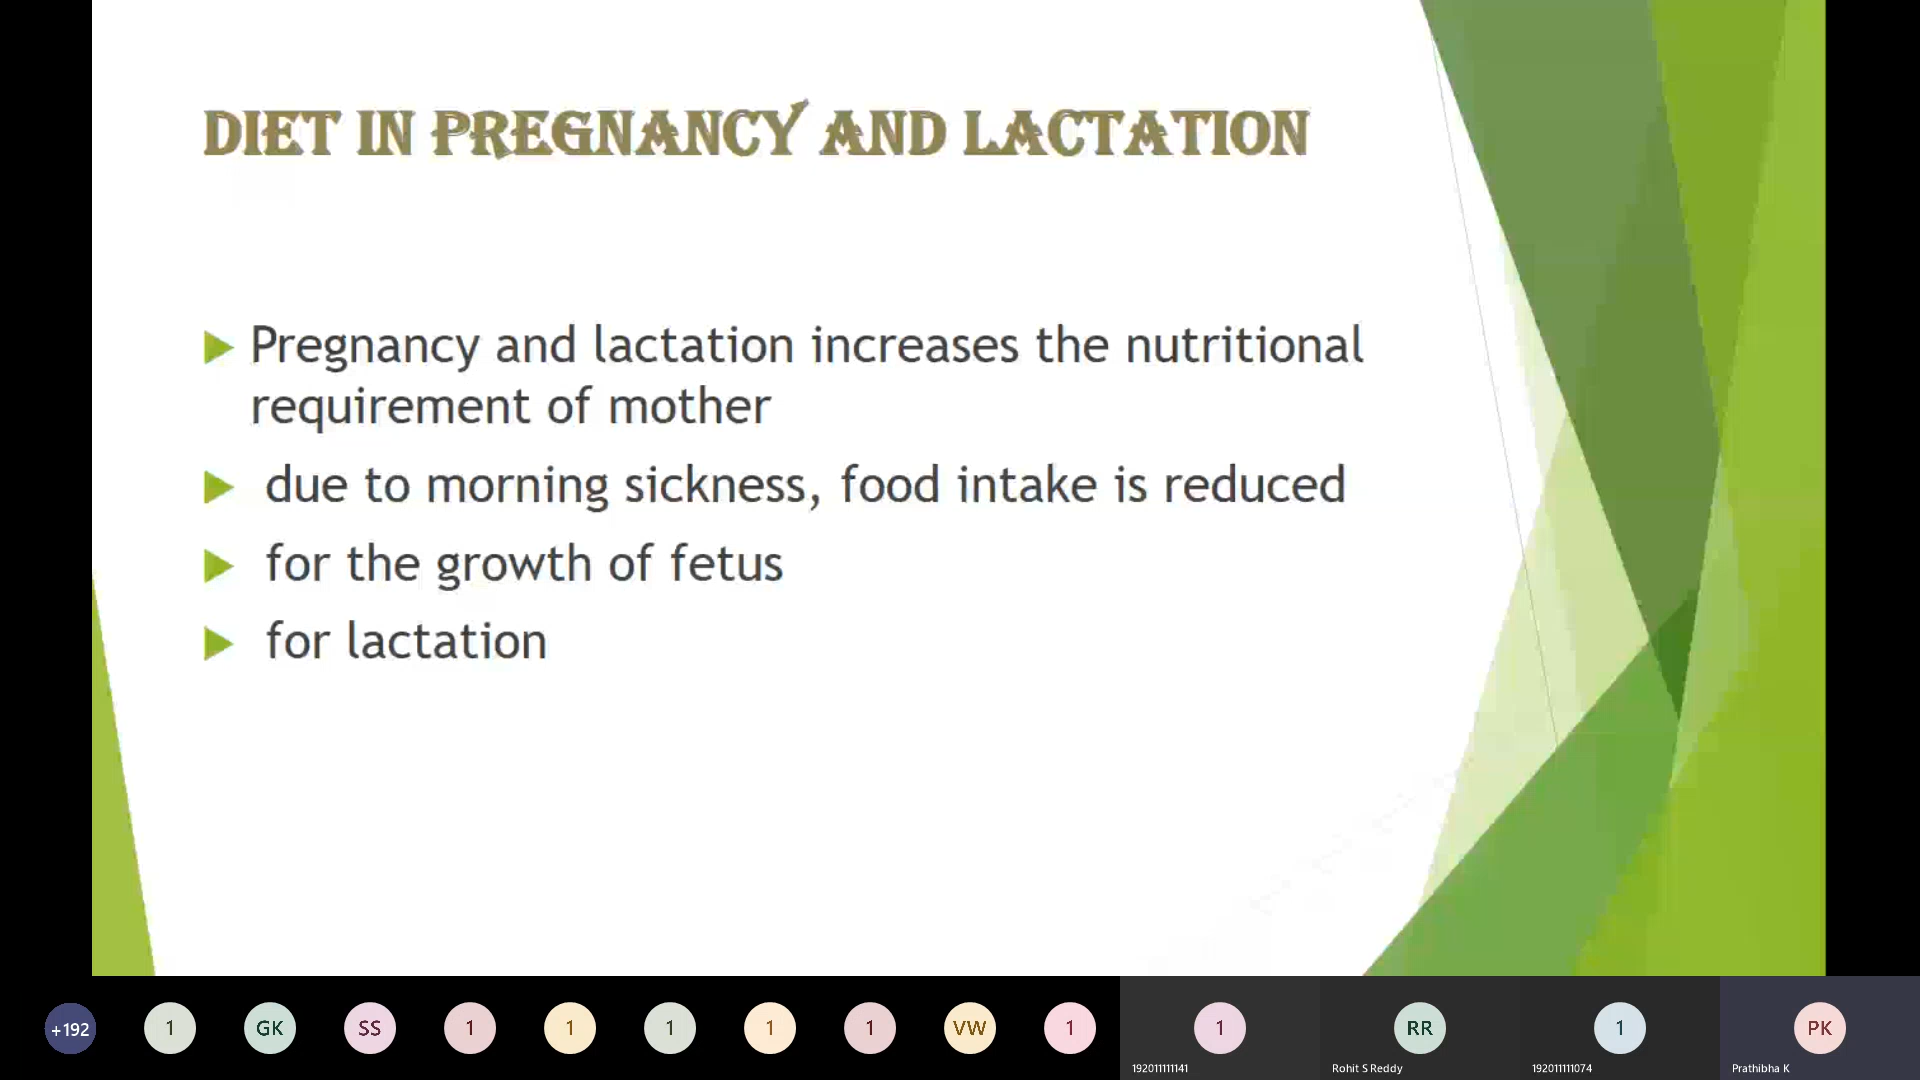 DIET IN PREGNANCY AND LACTATION
Pregnancy and lactation increases the nutritional
requirement of mother
due to morning sickness, food intake is reduced
for the growth of fetus
for lactation
+192
1
GK
SS
1
1
1
1
1
VW
1
1
RR
1
PK
192011111141
Rohit S Reddy
192011111074
Prathibha K